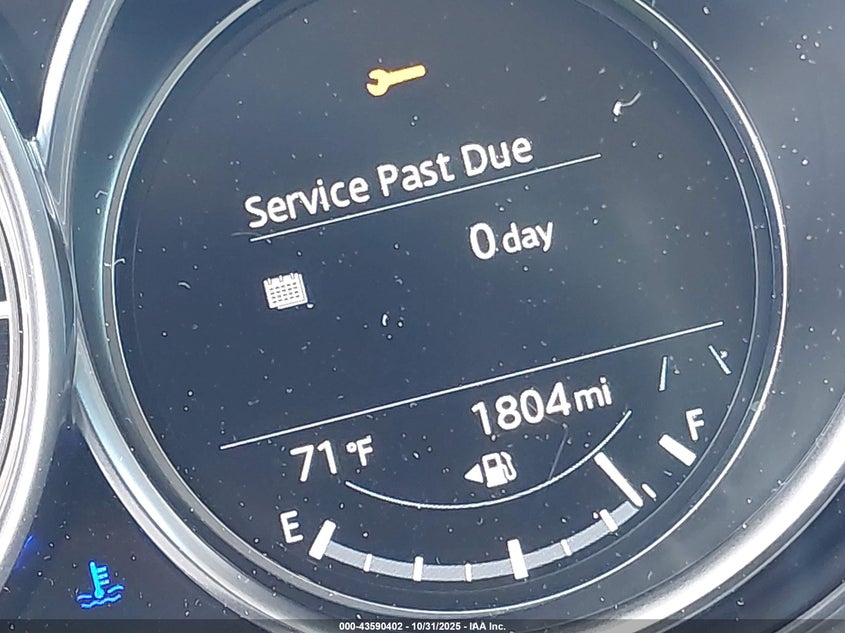 Service Past Due
0 day
1804 mi
71 °F
E
F
000-43590402 - 10/31/2025 - IAA Inc.